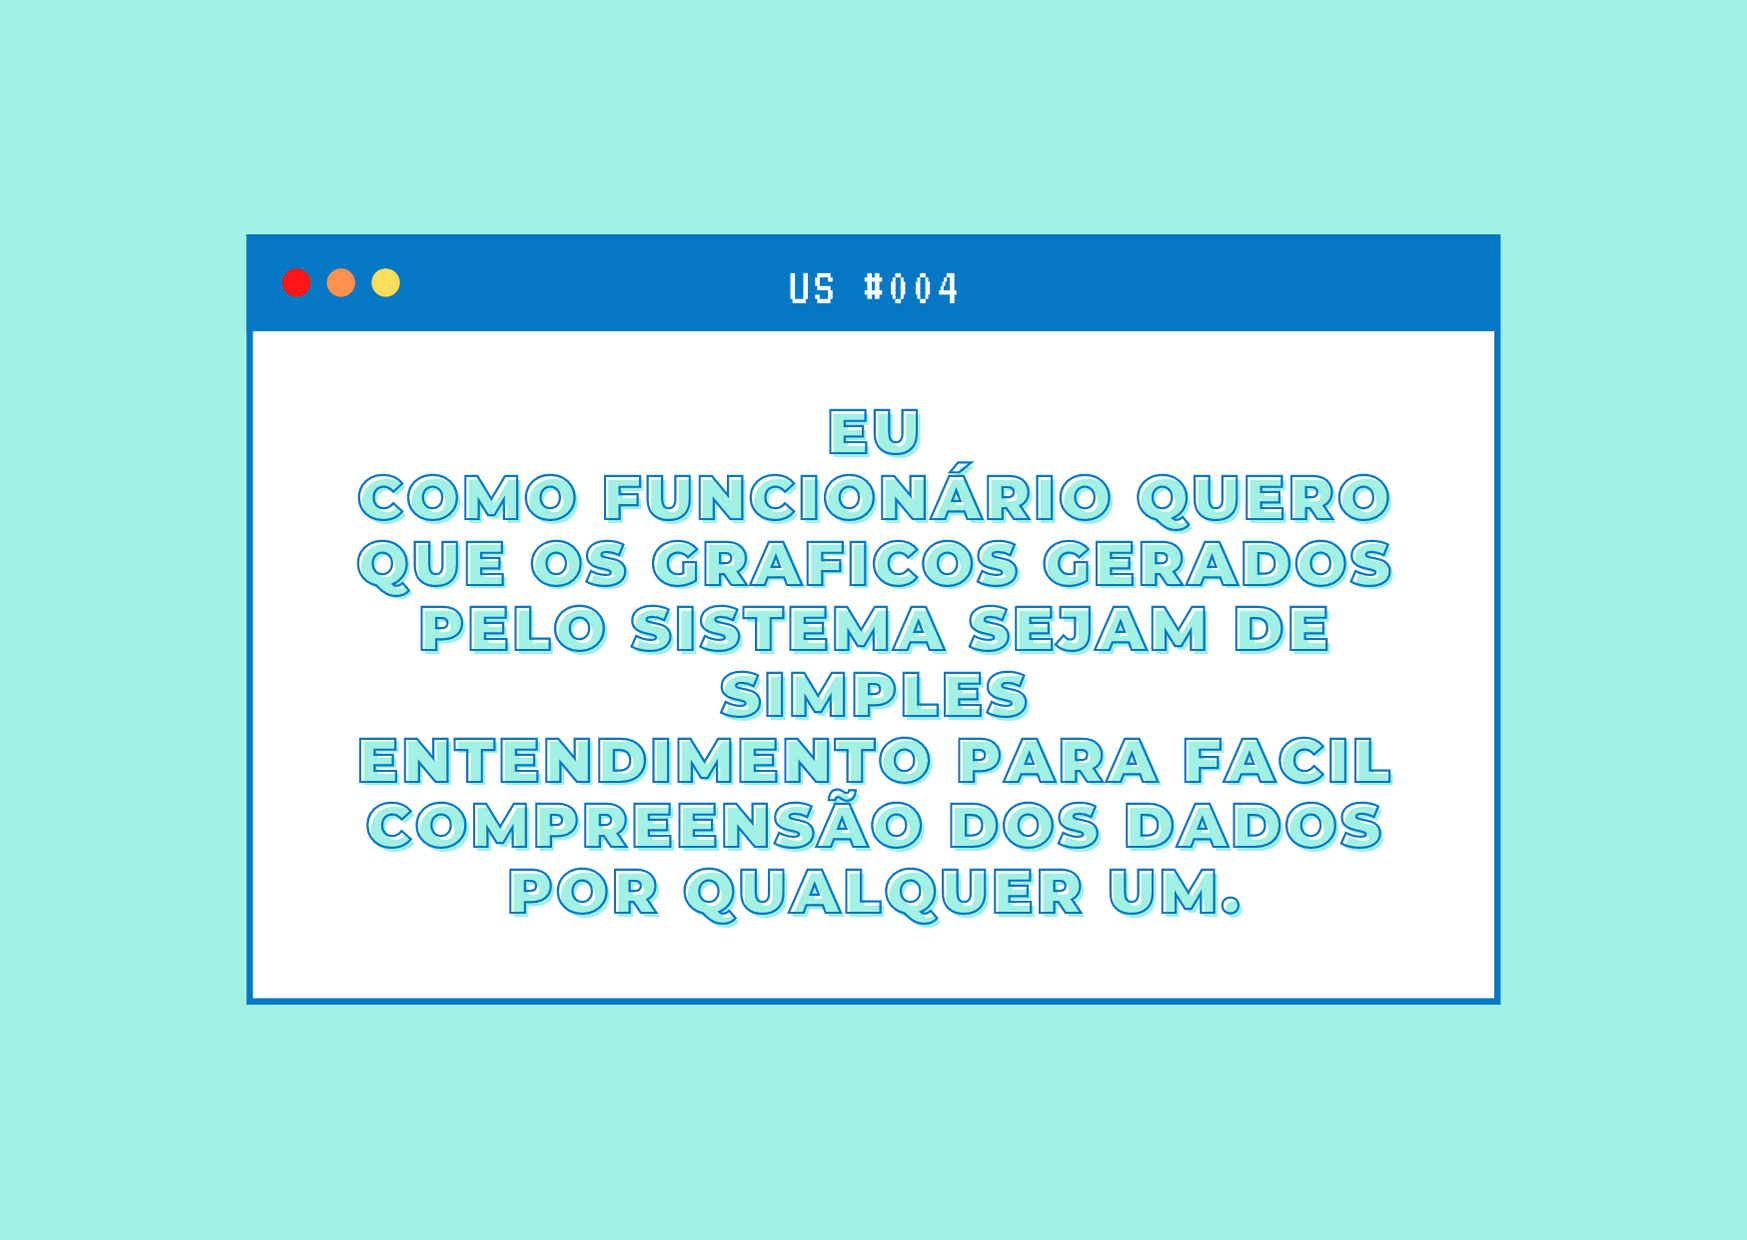 US #004
EU
COMO FUNCIONÁRIO QUERO
QUE OS GRAFICOS GERADOS
PELO SISTEMA SEJAM DE
SIMPLES
ENTENDIMENTO PARA FACIL
COMPREENSÃO DOS DADOS
POR QUALQUER UM.